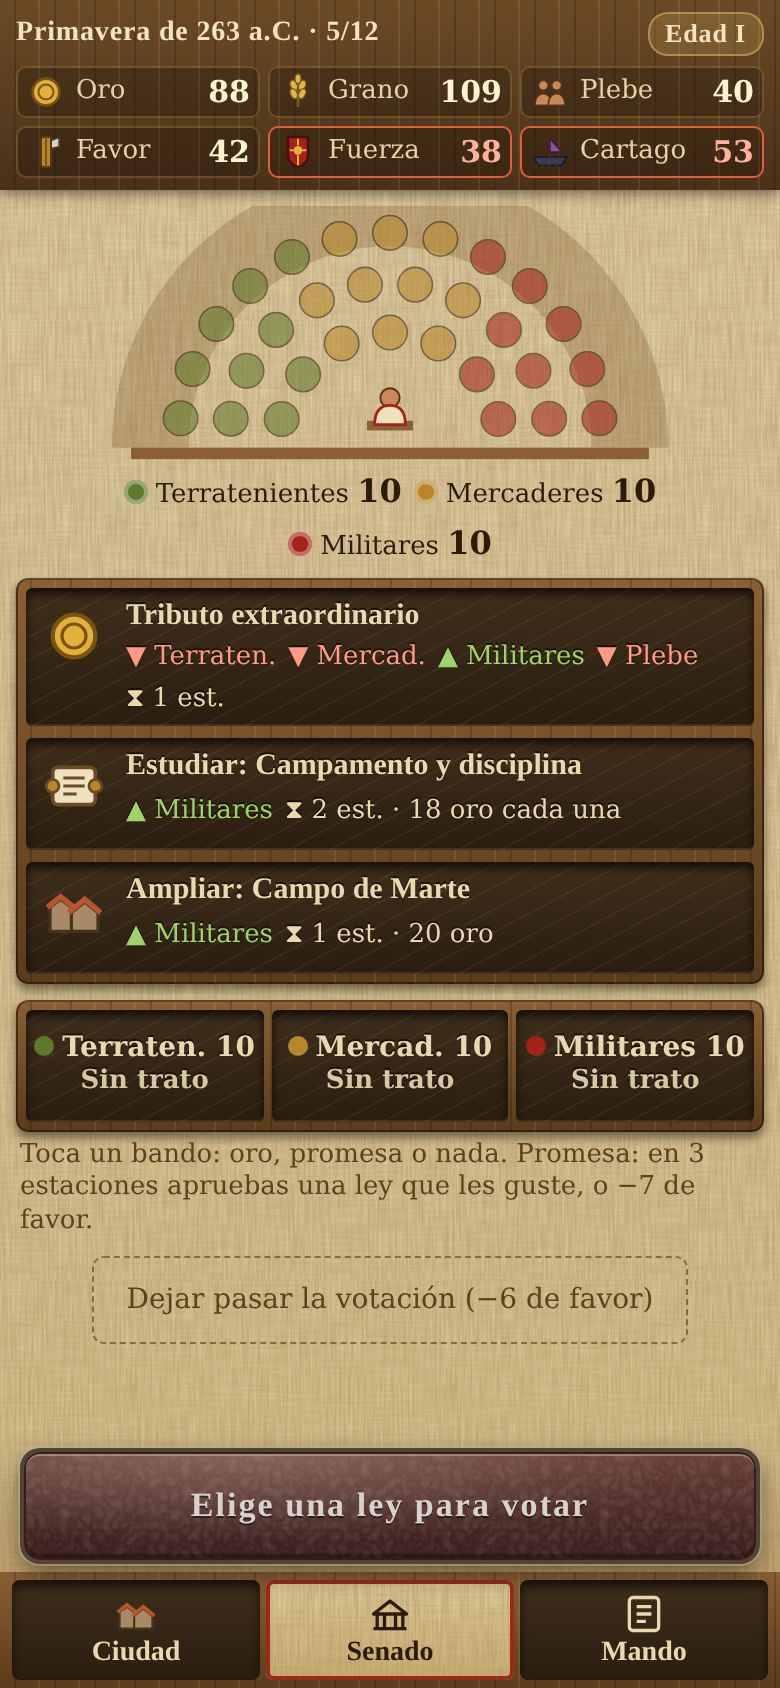 Primavera de 263 a.C. · 5/12
Edad I
Oro 88
Grano 109
Plebe 40
Favor 42
Fuerza 38
Cartago 53
Terratenientes 10 Mercaderes 10
Militares 10
Tributo extraordinario
▼ Terraten. ▼ Mercad. ▲ Militares ▼ Plebe
⧗ 1 est.
Estudiar: Campamento y disciplina
▲ Militares ⧗ 2 est. · 18 oro cada una
Ampliar: Campo de Marte
▲ Militares ⧗ 1 est. · 20 oro
Terraten. 10
Sin trato
Mercad. 10
Sin trato
Militares 10
Sin trato
Toca un bando: oro, promesa o nada. Promesa: en 3
estaciones apruebas una ley que les guste, o −7 de
favor.
Dejar pasar la votación (−6 de favor)
Elige una ley para votar
Ciudad
Senado
Mando